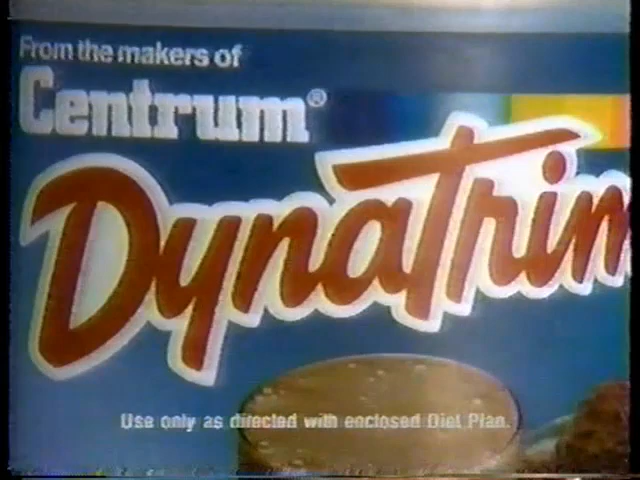 From the makers of
Centrum®
DynaTrim
Use only as directed with enclosed Diet Plan.